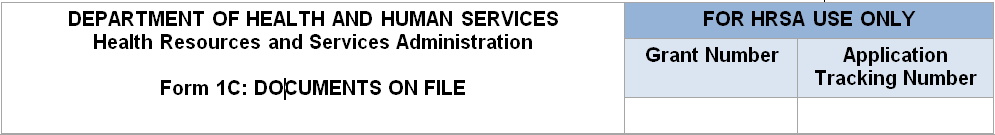 DEPARTMENT OF HEALTH AND HUMAN SERVICES
Health Resources and Services Administration
Form 1C: DOCUMENTS ON FILE
FOR HRSA USE ONLY
Grant Number
Application
Tracking Number